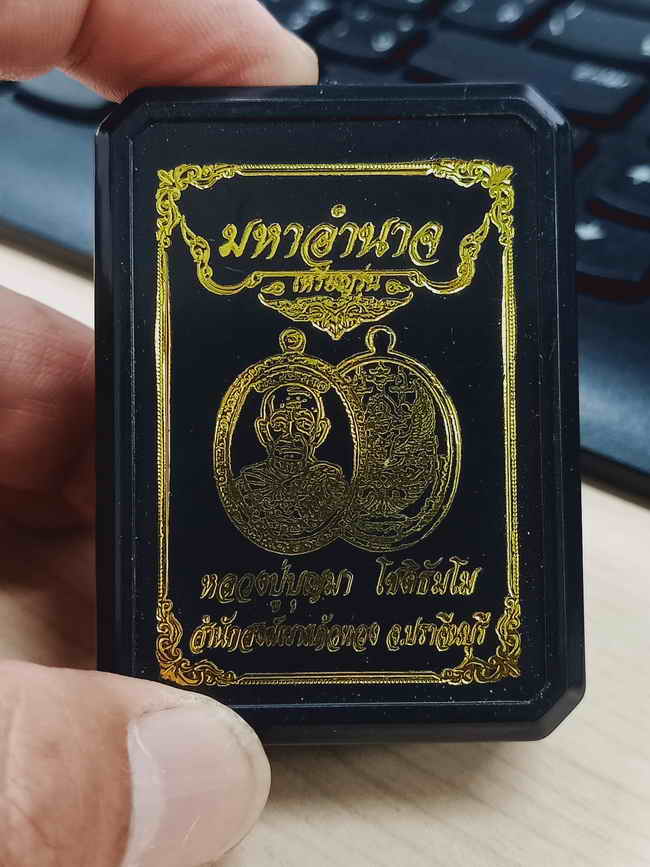 มหาอำนาจ
เหรียญรุ่น
หลวงปู่บุญมา โชติธัมโม
สำนักสงฆ์เขาแก้วทอง จ.ปราจีนบุรี